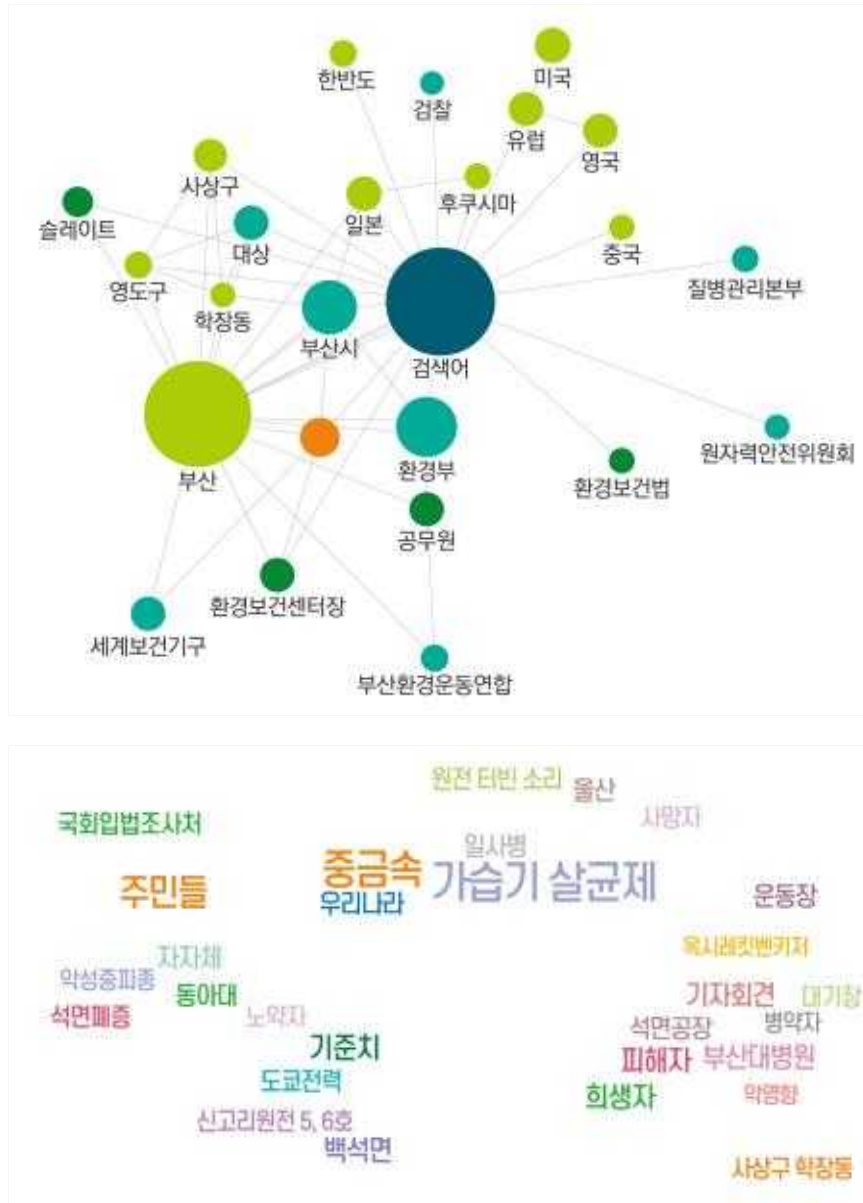 미국
한반도
검찰
유럽
영국
사상구
후쿠시마
일본
슬레이트
대상
중국
영도구
질병관리본부
학장동
부산시
검색어
원자력안전위원회
환경부
부산
환경보건법
공무원
환경보건센터장
세계보건기구
부산환경운동연합
원전 터빈 소리
울산
사망자
국회입법조사처
일사병
중금속
가습기 살균제
주민들
우리나라
운동장
옥시레킷벤키저
자자체
악성중피종
동아대
기자회견
대기창
석면폐증
노약자
석면공장
병약자
기준치
피해자
부산대병원
도쿄전력
희생자
악영향
신고리원전 5, 6호
백석면
사상구 학장동